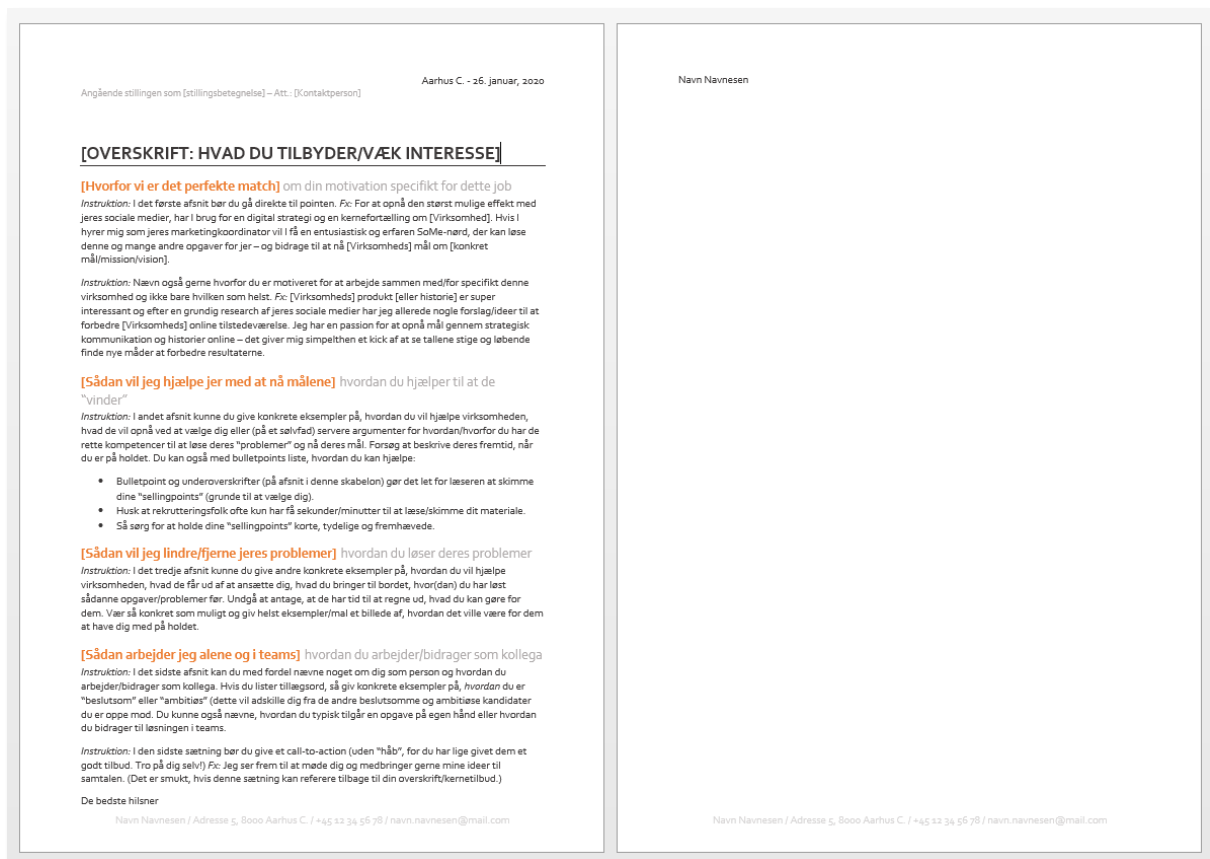 Aarhus C. - 26. januar, 2020
Angående stillingen som [stillingsbetegnelse] – Att.: [Kontaktperson]
[OVERSKRIFT: HVAD DU TILBYDER/VÆK INTERESSE]
[Hvorfor vi er det perfekte match] om din motivation specifikt for dette job
Instruktion: I det første afsnit bør du gå direkte til pointen. Fx: For at opnå den størst mulige effekt med
jeres sociale medier, har I brug for en digital strategi og en kernefortælling om [Virksomhed]. Hvis I
hyrer mig som jeres marketingkoordinator vil I få en entusiastisk og erfaren SoMe-nørd, der kan løse
denne og mange andre opgaver for jer – og bidrage til at nå [Virksomheds] mål om [konkret
mål/mission/vision].
Instruktion: Nævn også gerne hvorfor du er motiveret for at arbejde sammen med/for specifikt denne
virksomhed og ikke bare hvilken som helst. Fx: [Virksomheds] produkt [eller historie] er super
interessant og efter en grundig research af jeres sociale medier har jeg allerede nogle forslag/ideer til at
forbedre [Virksomheds] online tilstedeværelse. Jeg har en passion for at opnå mål gennem strategisk
kommunikation og historier online – det giver mig simpelthen et kick af at se tallene stige og løbende
finde nye måder at forbedre resultaterne.
[Sådan vil jeg hjælpe jer med at nå målene] hvordan du hjælper til at de
"vinder"
Instruktion: I andet afsnit kunne du give konkrete eksempler på, hvordan du vil hjælpe virksomheden,
hvad de vil opnå ved at vælge dig eller (på et sølvfad) servere argumenter for hvordan/hvorfor du har de
rette kompetencer til at løse deres "problemer" og nå deres mål. Forsøg at beskrive deres fremtid, når
du er på holdet. Du kan også med bulletpoints liste, hvordan du kan hjælpe:
• Bulletpoint og underoverskrifter (på afsnit i denne skabelon) gør det let for læseren at skimme
dine "sellingpoints" (grunde til at vælge dig).
• Husk at rekrutteringsfolk ofte kun har få sekunder/minutter til at læse/skimme dit materiale.
• Så sørg for at holde dine "sellingpoints" korte, tydelige og fremhævede.
[Sådan vil jeg lindre/fjerne jeres problemer] hvordan du løser deres problemer
Instruktion: I det tredje afsnit kunne du give andre konkrete eksempler på, hvordan du vil hjælpe
virksomheden, hvad de får ud af at ansætte dig, hvad du bringer til bordet, hvor(dan) du har løst
sådanne opgaver/problemer før. Undgå at antage, at de har tid til at regne ud, hvad du kan gøre for
dem. Vær så konkret som muligt og giv helst eksempler/mal et billede af, hvordan det ville være for dem
at have dig med på holdet.
[Sådan arbejder jeg alene og i teams] hvordan du arbejder/bidrager som kollega
Instruktion: I det sidste afsnit kan du med fordel nævne noget om dig som person og hvordan du
arbejder/bidrager som kollega. Hvis du lister tillægsord, så giv konkrete eksempler på, hvordan du er
"beslutsom" eller "ambitiøs" (dette vil adskille dig fra de andre beslutsomme og ambitiøse kandidater
du er oppe mod. Du kunne også nævne, hvordan du typisk tilgår en opgave på egen hånd eller hvordan
du bidrager til løsningen i teams.
Instruktion: I den sidste sætning bør du give et call-to-action (uden "håb", for du har lige givet dem et
godt tilbud. Tro på dig selv!) Fx: Jeg ser frem til at møde dig og medbringer gerne mine ideer til
samtalen. (Det er smukt, hvis denne sætning kan referere tilbage til din overskrift/kernetilbud.)
De bedste hilsner
Navn Navnesen / Adresse 5, 8000 Aarhus C. / +45 12 34 56 78 / navn.navnesen@mail.com
Navn Navnesen
Navn Navnesen / Adresse 5, 8000 Aarhus C. / +45 12 34 56 78 / navn.navnesen@mail.com